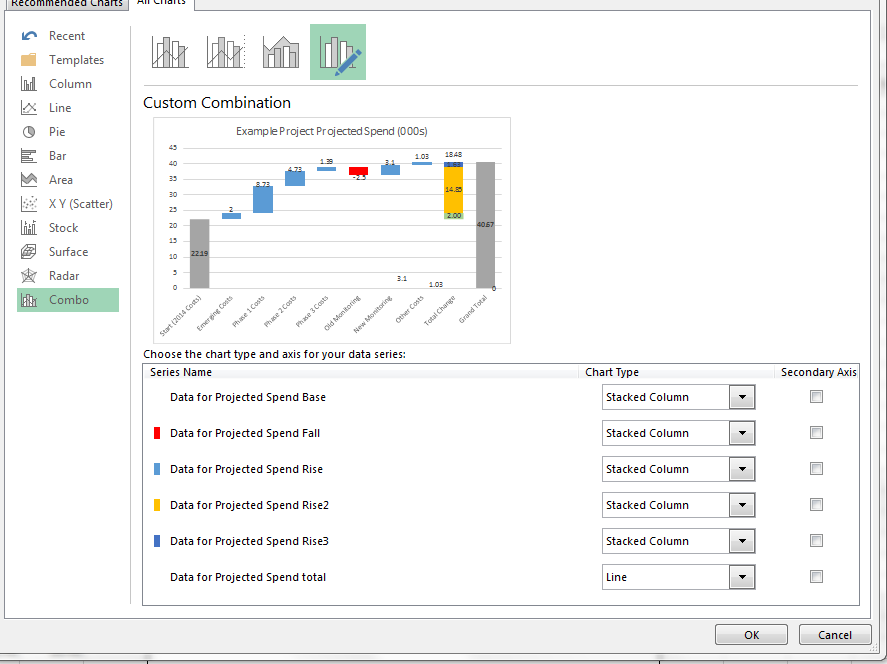 Recommended Charts All Charts
Recent
Templates
Column
Line
Pie
Bar
Area
X Y (Scatter)
Stock
Surface
Radar
Combo
Custom Combination
Example Project Projected Spend (000s)
45
40
35
30
25
20
15
10
5
0
22.19
2
8.73
4.73
1.39
-2.5
3.1
1.03
18.48
14.35
2.00
40.67
3.1
1.03
0
Start (2014 Costs)
Emerging Costs
Phase 1 Costs
Phase 2 Costs
Phase 3 Costs
Old Monitoring
New Monitoring
Other Costs
Total Change
Grand Total
Choose the chart type and axis for your data series:
Series Name Chart Type Secondary Axis
Data for Projected Spend Base Stacked Column
Data for Projected Spend Fall Stacked Column
Data for Projected Spend Rise Stacked Column
Data for Projected Spend Rise2 Stacked Column
Data for Projected Spend Rise3 Stacked Column
Data for Projected Spend total Line
OK Cancel